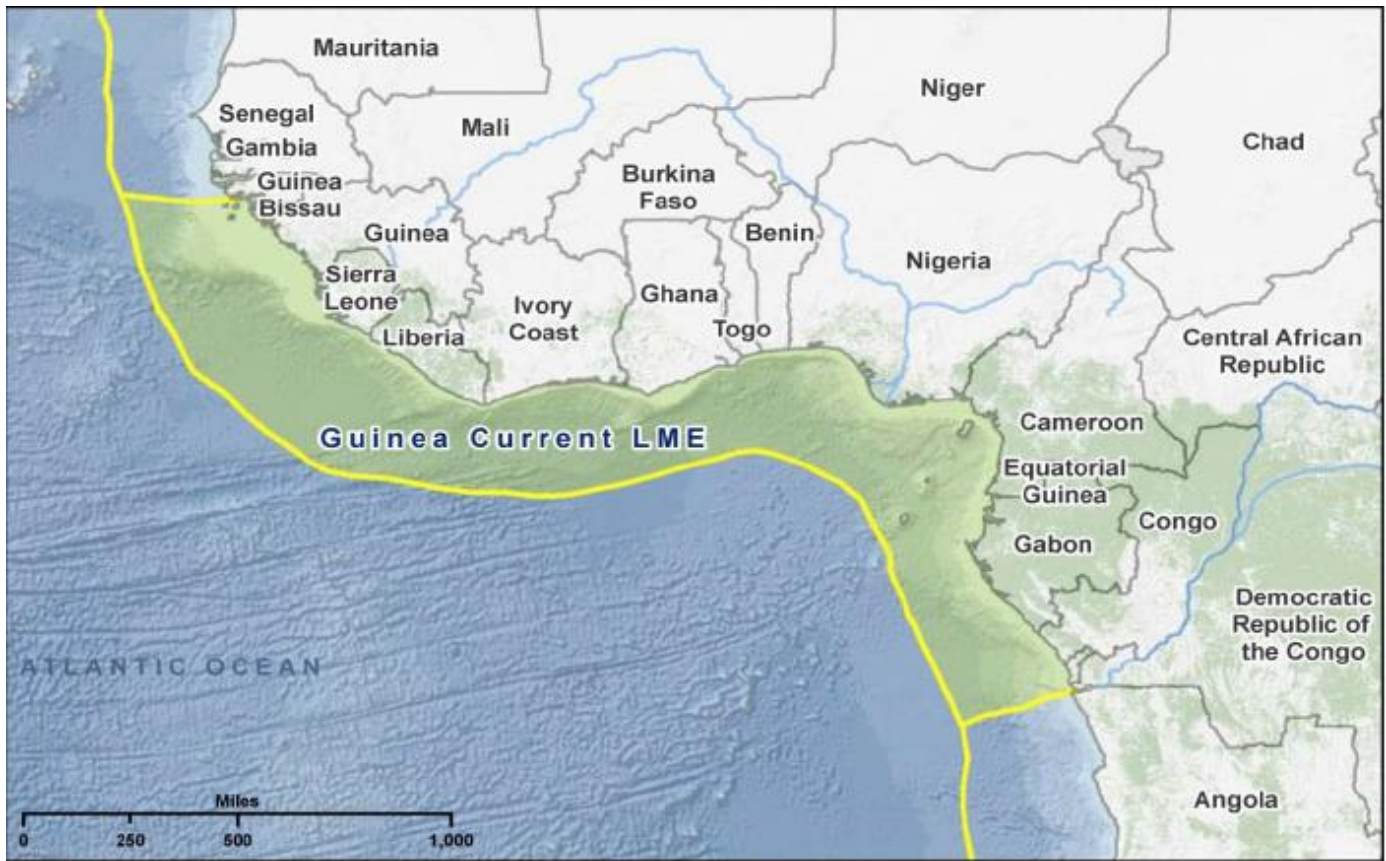 Mauritania
Niger
Senegal
Mali
Chad
Gambia
Guinea
Bissau
Burkina
Faso
Guinea
Benin
Nigeria
Sierra
Leone
Ivory
Coast
Ghana
Togo
Liberia
Central African
Republic
Guinea Current LME
Cameroon
Equatorial
Guinea
Congo
Gabon
Democratic
Republic of
the Congo
ATLANTIC OCEAN
Angola
Miles
0 250 500 1,000